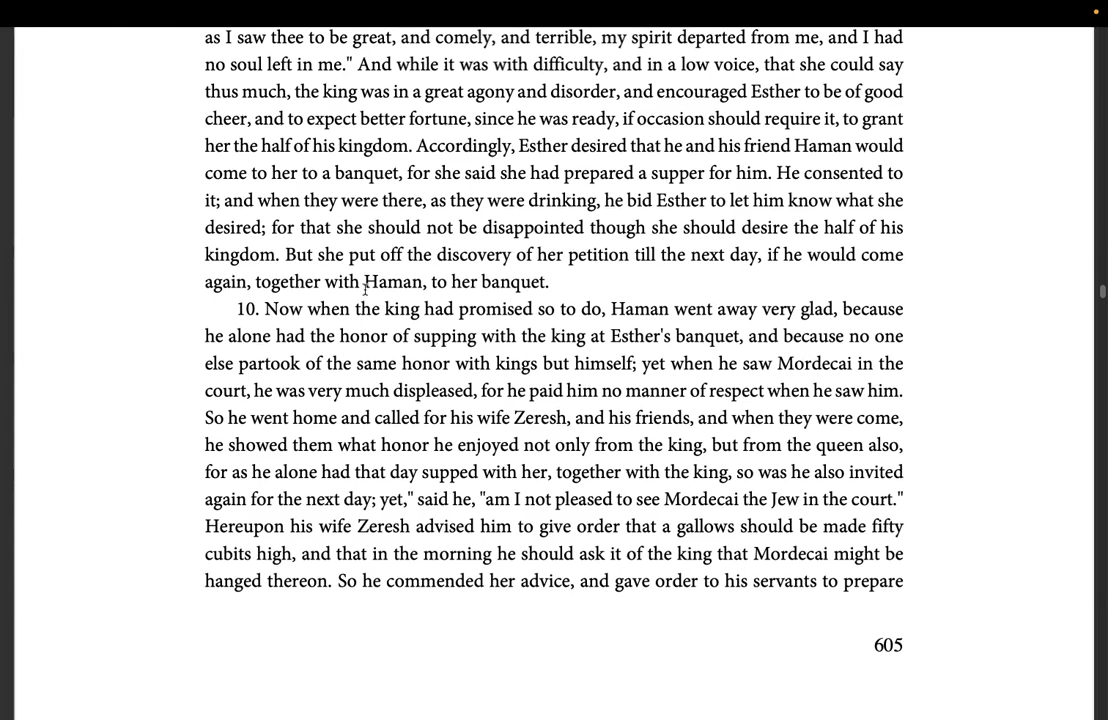 as I saw thee to be great, and comely, and terrible, my spirit departed from me, and I had
no soul left in me." And while it was with difficulty, and in a low voice, that she could say
thus much, the king was in a great agony and disorder, and encouraged Esther to be of good
cheer, and to expect better fortune, since he was ready, if occasion should require it, to grant
her the half of his kingdom. Accordingly, Esther desired that he and his friend Haman would
come to her to a banquet, for she said she had prepared a supper for him. He consented to
it; and when they were there, as they were drinking, he bid Esther to let him know what she
desired; for that she should not be disappointed though she should desire the half of his
kingdom. But she put off the discovery of her petition till the next day, if he would come
again, together with Haman, to her banquet.
10. Now when the king had promised so to do, Haman went away very glad, because
he alone had the honor of supping with the king at Esther's banquet, and because no one
else partook of the same honor with kings but himself; yet when he saw Mordecai in the
court, he was very much displeased, for he paid him no manner of respect when he saw him.
So he went home and called for his wife Zeresh, and his friends, and when they were come,
he showed them what honor he enjoyed not only from the king, but from the queen also,
for as he alone had that day supped with her, together with the king, so was he also invited
again for the next day; yet," said he, "am I not pleased to see Mordecai the Jew in the court."
Hereupon his wife Zeresh advised him to give order that a gallows should be made fifty
cubits high, and that in the morning he should ask it of the king that Mordecai might be
hanged thereon. So he commended her advice, and gave order to his servants to prepare
605